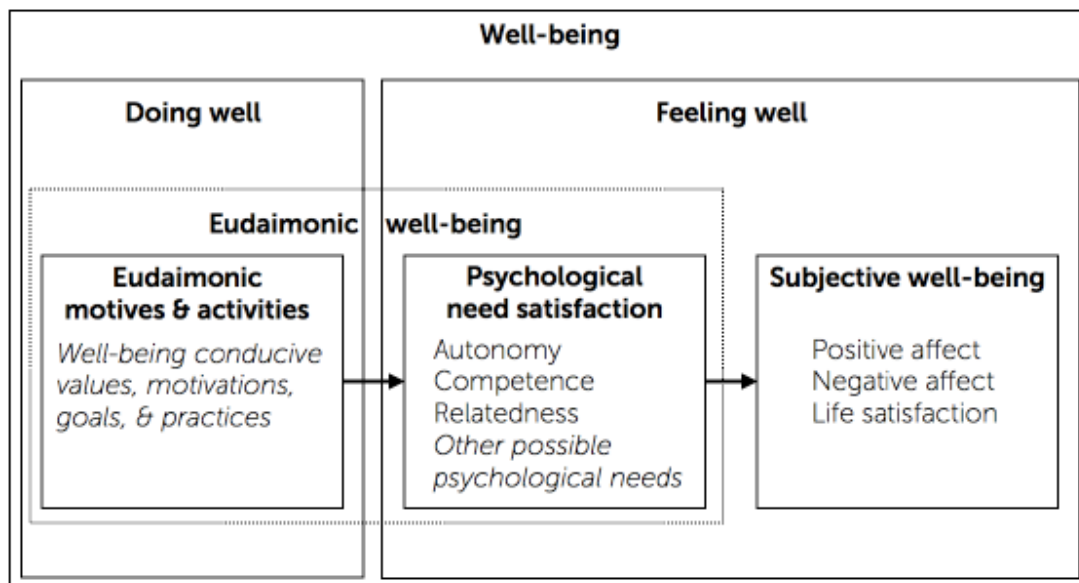 Well-being
Doing well
Feeling well
Eudaimonic well-being
Eudaimonic
motives & activities
Well-being conducive
values, motivations,
goals, & practices
Psychological
need satisfaction
Autonomy
Competence
Relatedness
Other possible
psychological needs
Subjective well-being
Positive affect
Negative affect
Life satisfaction